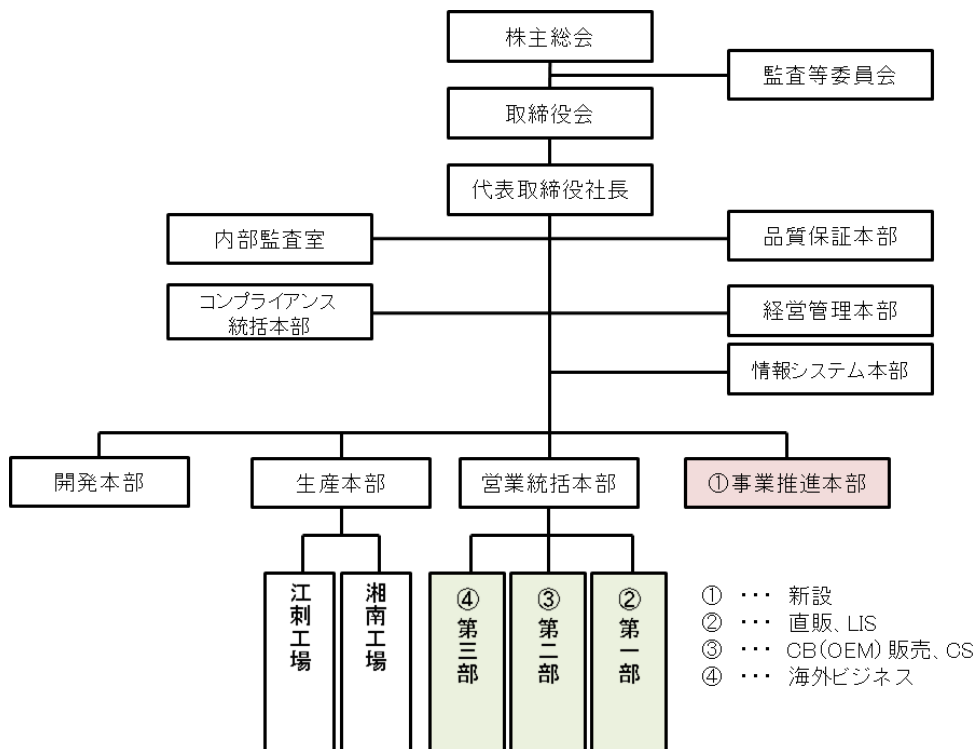 株主総会
監査等委員会
取締役会
代表取締役社長
内部監査室
品質保証本部
コンプライアンス
統括本部
経営管理本部
情報システム本部
開発本部
生産本部
営業統括本部
①事業推進本部
江刺工場
湘南工場
④第三部
③第二部
②第一部
① ・・・ 新設
② ・・・ 直販、LIS
③ ・・・ CB(OEM)販売、CS
④ ・・・ 海外ビジネス